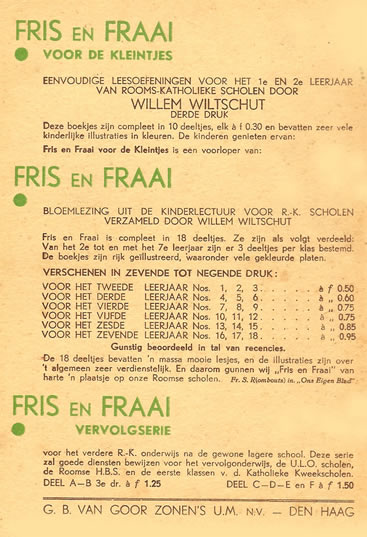 FRIS EN FRAAI
VOOR DE KLEINTJES
EENVOUDIGE LEESOEFENINGEN VOOR HET 1e EN 2e LEERJAAR
VAN ROOMS-KATHOLIEKE SCHOLEN DOOR
WILLEM WILTSCHUT
DERDE DRUK
Deze boekjes zijn compleet in 10 deeltjes, elk à f 0.30 en bevatten zeer vele
kinderlijke illustraties in kleuren. De kinderen genieten ervan:
Fris en Fraai voor de Kleintjes is een voorloper van:
FRIS EN FRAAI
BLOEMLEZING UIT DE KINDERLECTUUR VOOR R.-K. SCHOLEN
VERZAMELD DOOR WILLEM WILTSCHUT
Fris en Fraai is compleet in 18 deeltjes. Ze zijn als volgt verdeeld:
Van het 2e tot en met het 7e leerjaar zijn er 3 deeltjes per klas bestemd.
De boekjes zijn rijk geïllustreerd, waaronder vele gekleurde platen.
VERSCHENEN IN ZEVENDE TOT NEGENDE DRUK:
VOOR HET TWEEDE LEERJAAR Nos. 1, 2, 3 . . . . . . à f 0.50
VOOR HET DERDE LEERJAAR Nos. 4, 5, 6 . . . . . . à „ 0.60
VOOR HET VIERDE LEERJAAR Nos. 7, 8, 9 . . . . . . à „ 0.75
VOOR HET VIJFDE LEERJAAR Nos. 10, 11, 12 . . . . . à „ 0.75
VOOR HET ZESDE LEERJAAR Nos. 13, 14, 15 . . . . . à „ 0.85
VOOR HET ZEVENDE LEERJAAR Nos. 16, 17, 18 . . . . . à „ 0.95
Gunstig beoordeeld in tal van recencies.
De 18 deeltjes bevatten 'n massa mooie lesjes, en de illustraties zijn over
't algemeen zeer verdienstelijk. En daarom gunnen wij „Fris en Fraai" van
harte 'n plaatsje op onze Roomse scholen. Fr. S. R(ombouts) in „Ons Eigen Blad"
FRIS EN FRAAI
VERVOLGSERIE
voor het verdere R.-K. onderwijs na de gewone lagere school. Deze serie
zal goede diensten bewijzen voor het vervolgonderwijs, de U.L.O. scholen,
de Roomse H.B.S. en de eerste klassen v. d. Katholieke Kweekscholen.
DEEL A—B 3e dr. à f 1.25 DEEL C—D—E en F à f 1.50
G. B. VAN GOOR ZONEN'S U.M. N.V. — DEN HAAG